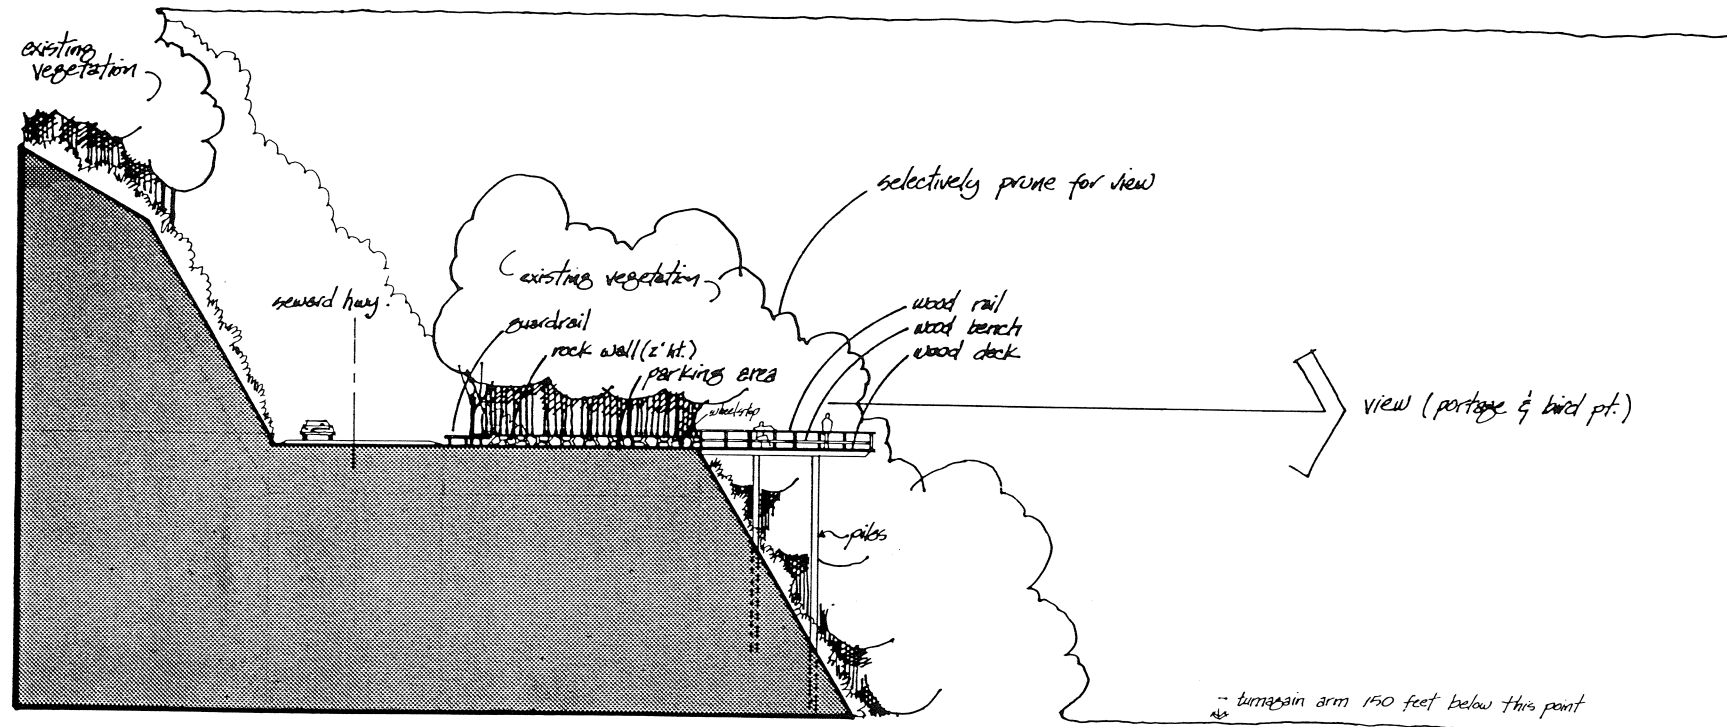 existing
vegetation
selectively prune for view
existing vegetation
seward hwy.
guardrail
rock wall (2' ht.)
parking area
wheelstop
wood rail
wood bench
wood deck
view (portage & bird pt.)
piles
turnagain arm 150 feet below this point